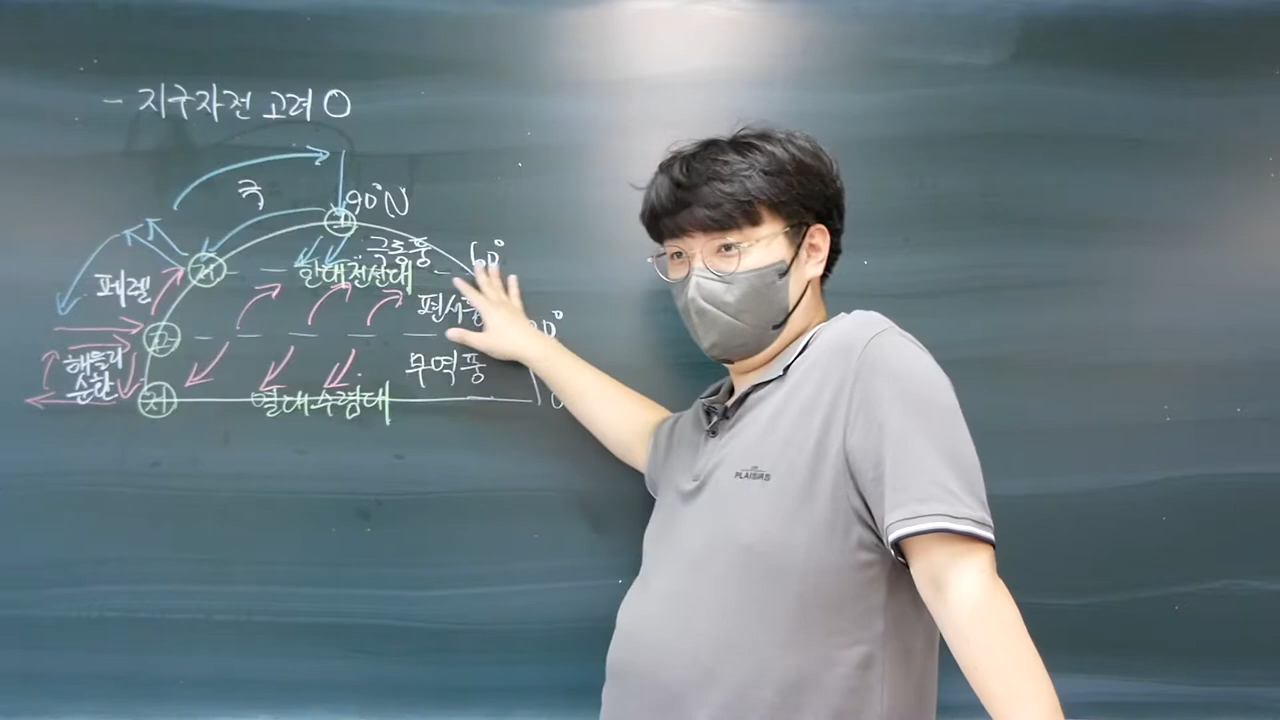 - 지구자전 고려 O
극
90°N
고
극동풍
60°
저
한대전선대
페렐
편서풍
고
해들리
순환
무역풍
저
열대수렴대
PLAISIRS